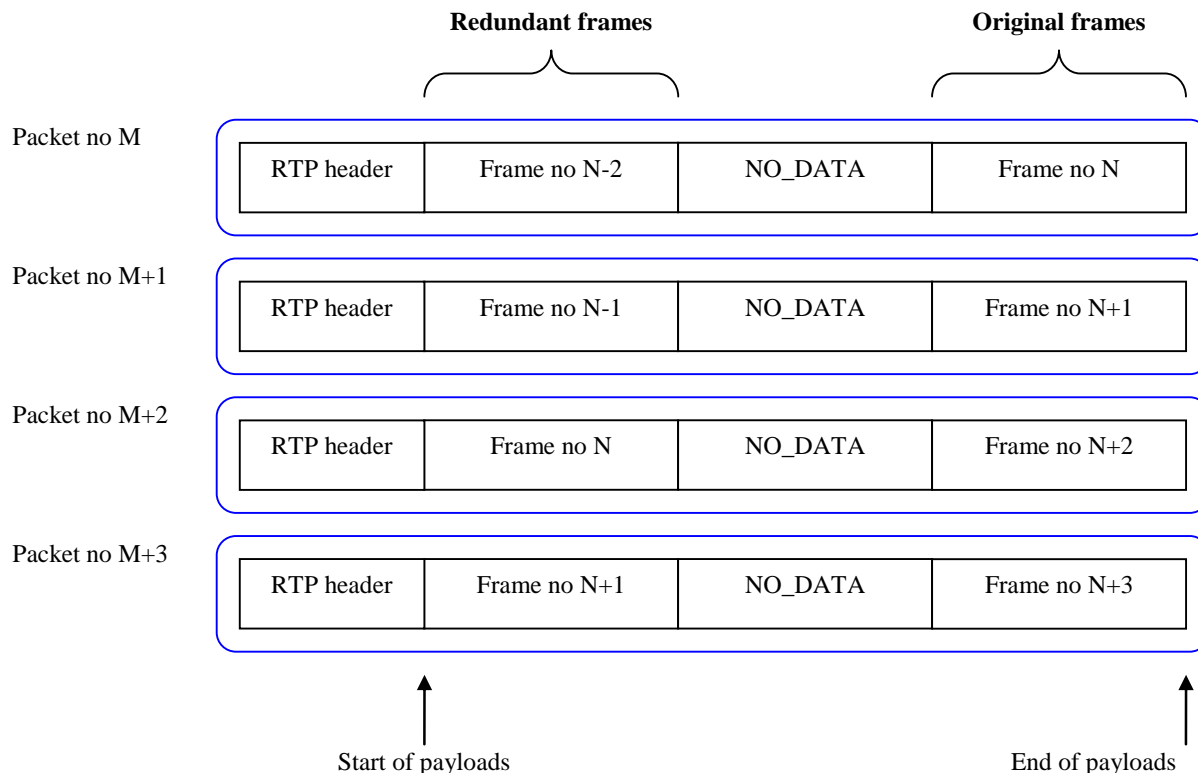 Redundant frames Original frames
Packet no M
RTP header Frame no N-2 NO_DATA Frame no N
Packet no M+1
RTP header Frame no N-1 NO_DATA Frame no N+1
Packet no M+2
RTP header Frame no N NO_DATA Frame no N+2
Packet no M+3
RTP header Frame no N+1 NO_DATA Frame no N+3
Start of payloads End of payloads